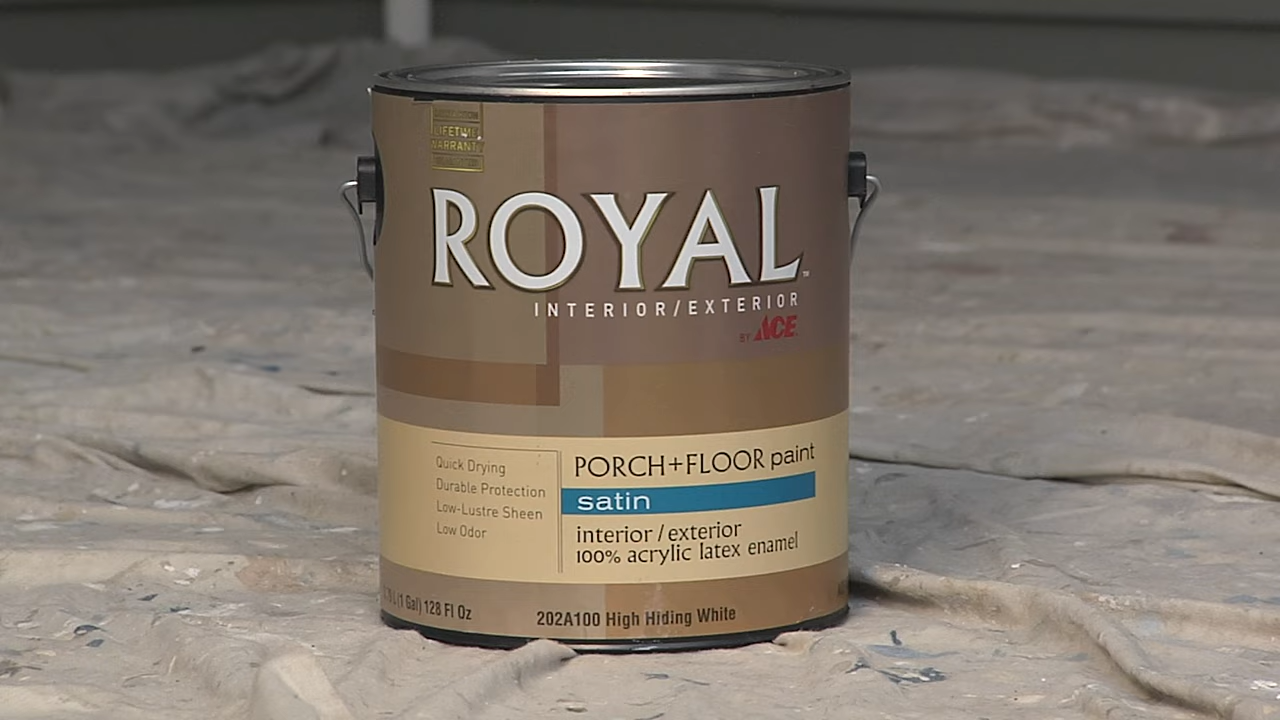 LIFETIME
WARRANTY
ROYAL™
INTERIOR/EXTERIOR
BY ACE
Quick Drying
Durable Protection
Low-Lustre Sheen
Low Odor
PORCH+FLOOR paint
satin
interior/exterior
100% acrylic latex enamel
(1 Gal) 128 Fl Oz
202A100 High Hiding White